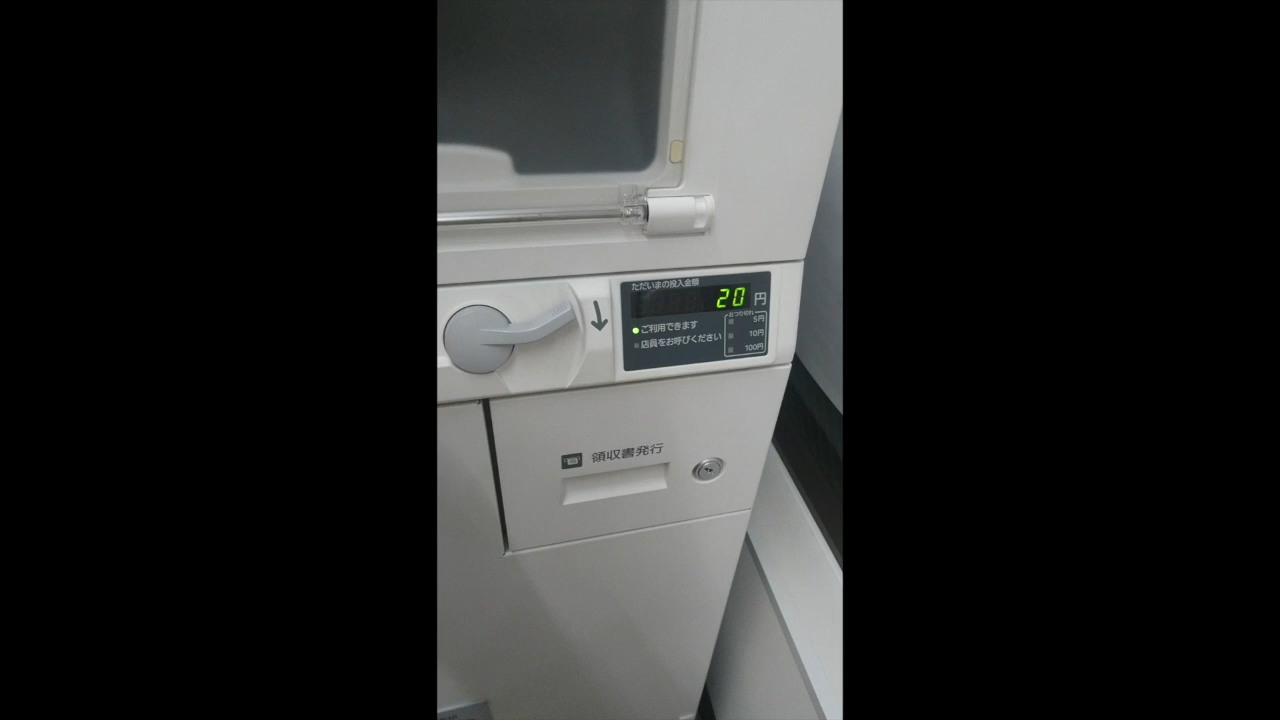 ただいまの投入金額
20 円
おつり切れ
ご利用できます
5円
店員をお呼びください
10円
100円
領収書発行